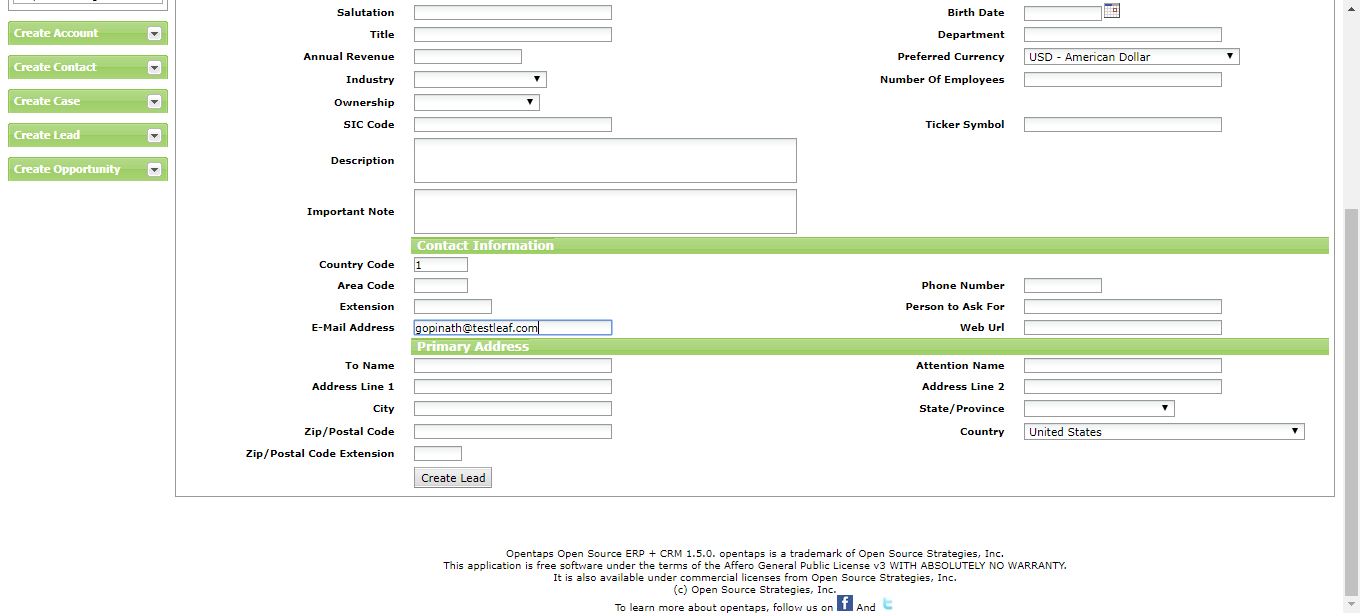 Create Account
Create Contact
Create Case
Create Lead
Create Opportunity
Salutation Birth Date
Title Department
Annual Revenue Preferred Currency USD - American Dollar
Industry Number Of Employees
Ownership
SIC Code Ticker Symbol
Description
Important Note
Contact Information
Country Code 1
Area Code Phone Number
Extension Person to Ask For
E-Mail Address gopinath@testleaf.com Web Url
Primary Address
To Name Attention Name
Address Line 1 Address Line 2
City State/Province
Zip/Postal Code Country United States
Zip/Postal Code Extension
Create Lead
Opentaps Open Source ERP + CRM 1.5.0. opentaps is a trademark of Open Source Strategies, Inc.
This application is free software under the terms of the Affero General Public License v3 WITH ABSOLUTELY NO WARRANTY.
It is also available under commercial licenses from Open Source Strategies, Inc.
(c) Open Source Strategies, Inc.
To learn more about opentaps, follow us on f And t